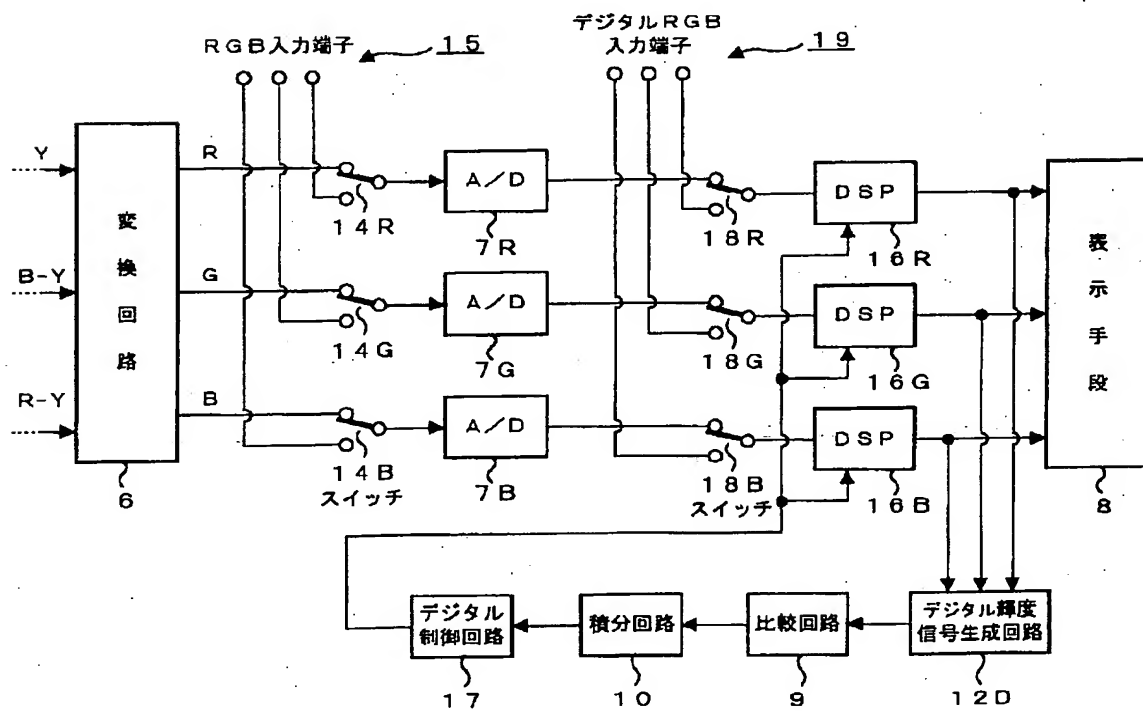 RGB入力端子
15
デジタルRGB
入力端子
19
Y
B-Y
R-Y
変換回路
6
R
G
B
14R
14G
14B
スイッチ
A/D
7R
A/D
7G
A/D
7B
18R
18G
18B
スイッチ
DSP
16R
DSP
16G
DSP
16B
表示手段
8
デジタル
制御回路
17
積分回路
10
比較回路
9
デジタル輝度
信号生成回路
12D